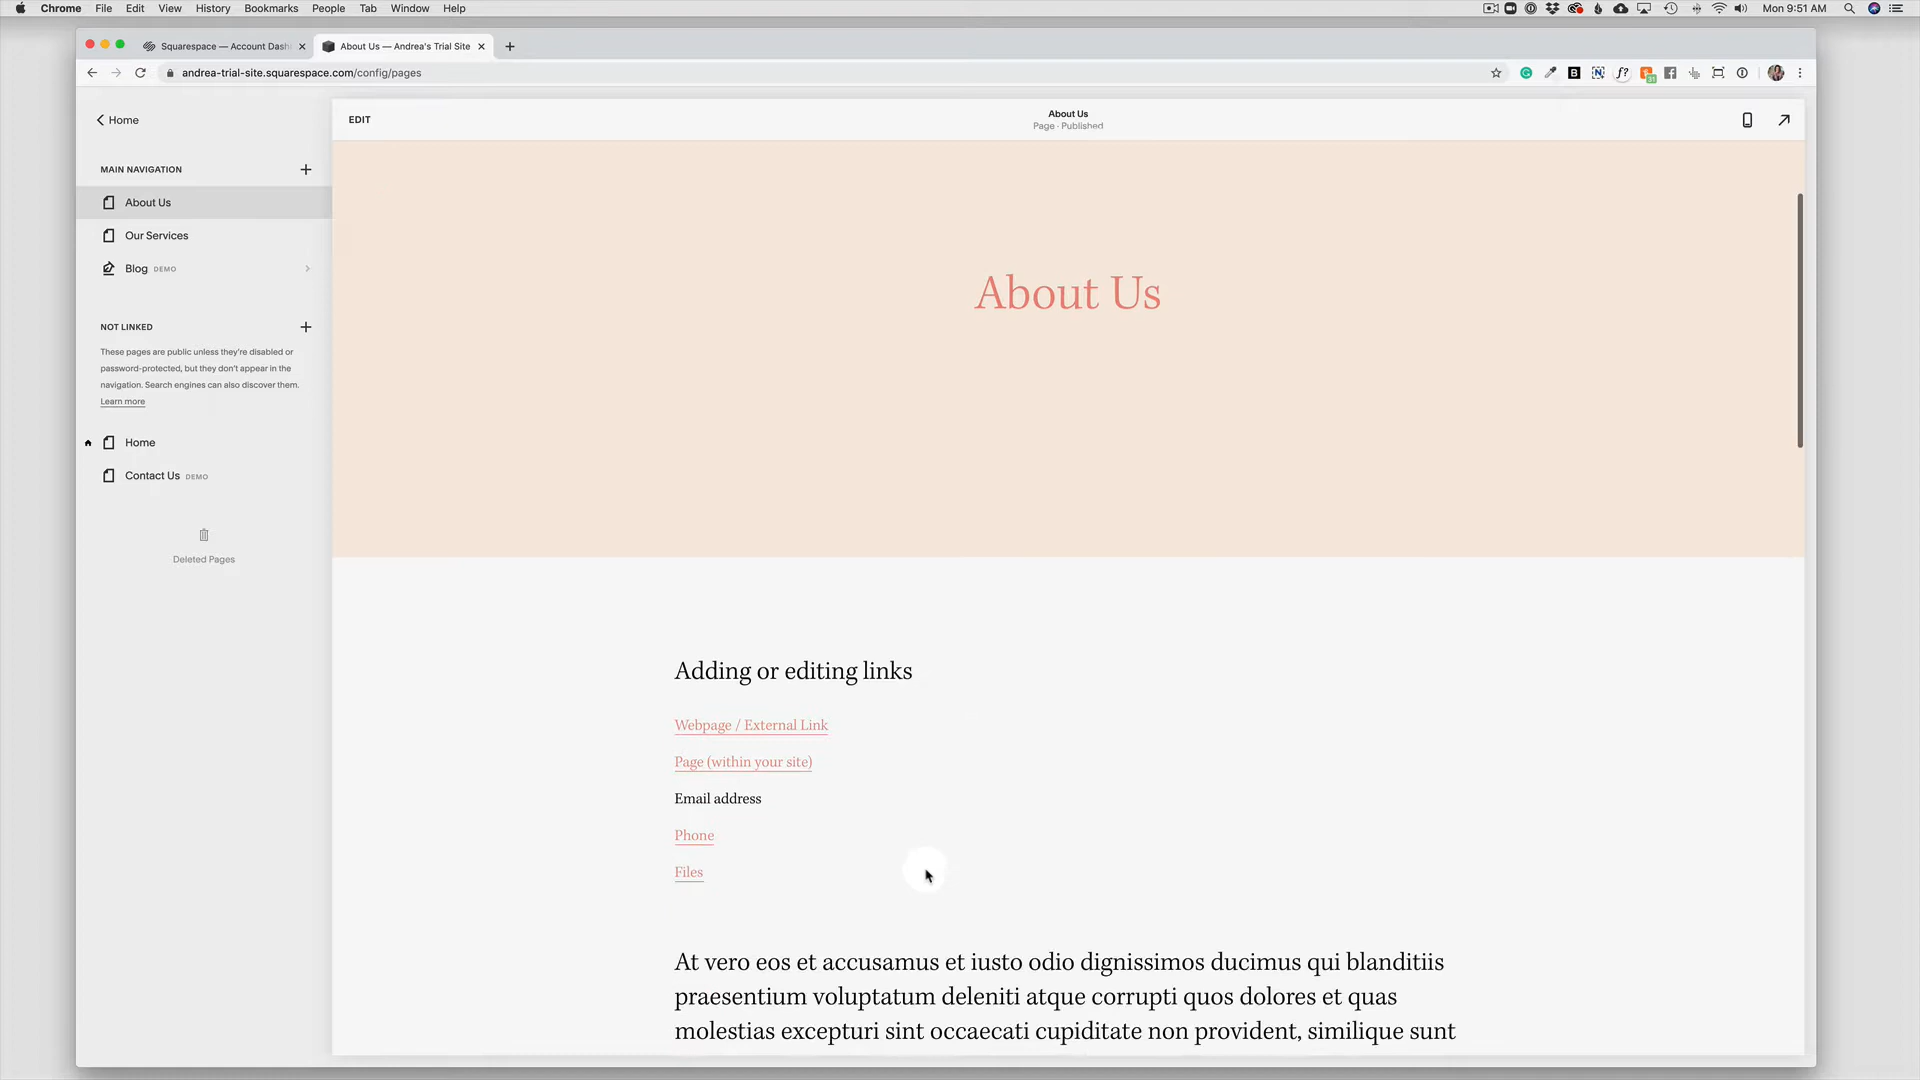 Chrome File Edit View History Bookmarks People Tab Window Help Mon 9:51 AM
Squarespace — Account Dash
About Us — Andrea's Trial Site
andrea-trial-site.squarespace.com/config/pages
Home
EDIT
About Us
Page · Published
MAIN NAVIGATION
About Us
Our Services
Blog DEMO
NOT LINKED
These pages are public unless they're disabled or
password-protected, but they don't appear in the
navigation. Search engines can also discover them.
Learn more
Home
Contact Us DEMO
Deleted Pages
About Us
Adding or editing links
Webpage / External Link
Page (within your site)
Email address
Phone
Files
At vero eos et accusamus et iusto odio dignissimos ducimus qui blanditiis
praesentium voluptatum deleniti atque corrupti quos dolores et quas
molestias excepturi sint occaecati cupiditate non provident, similique sunt